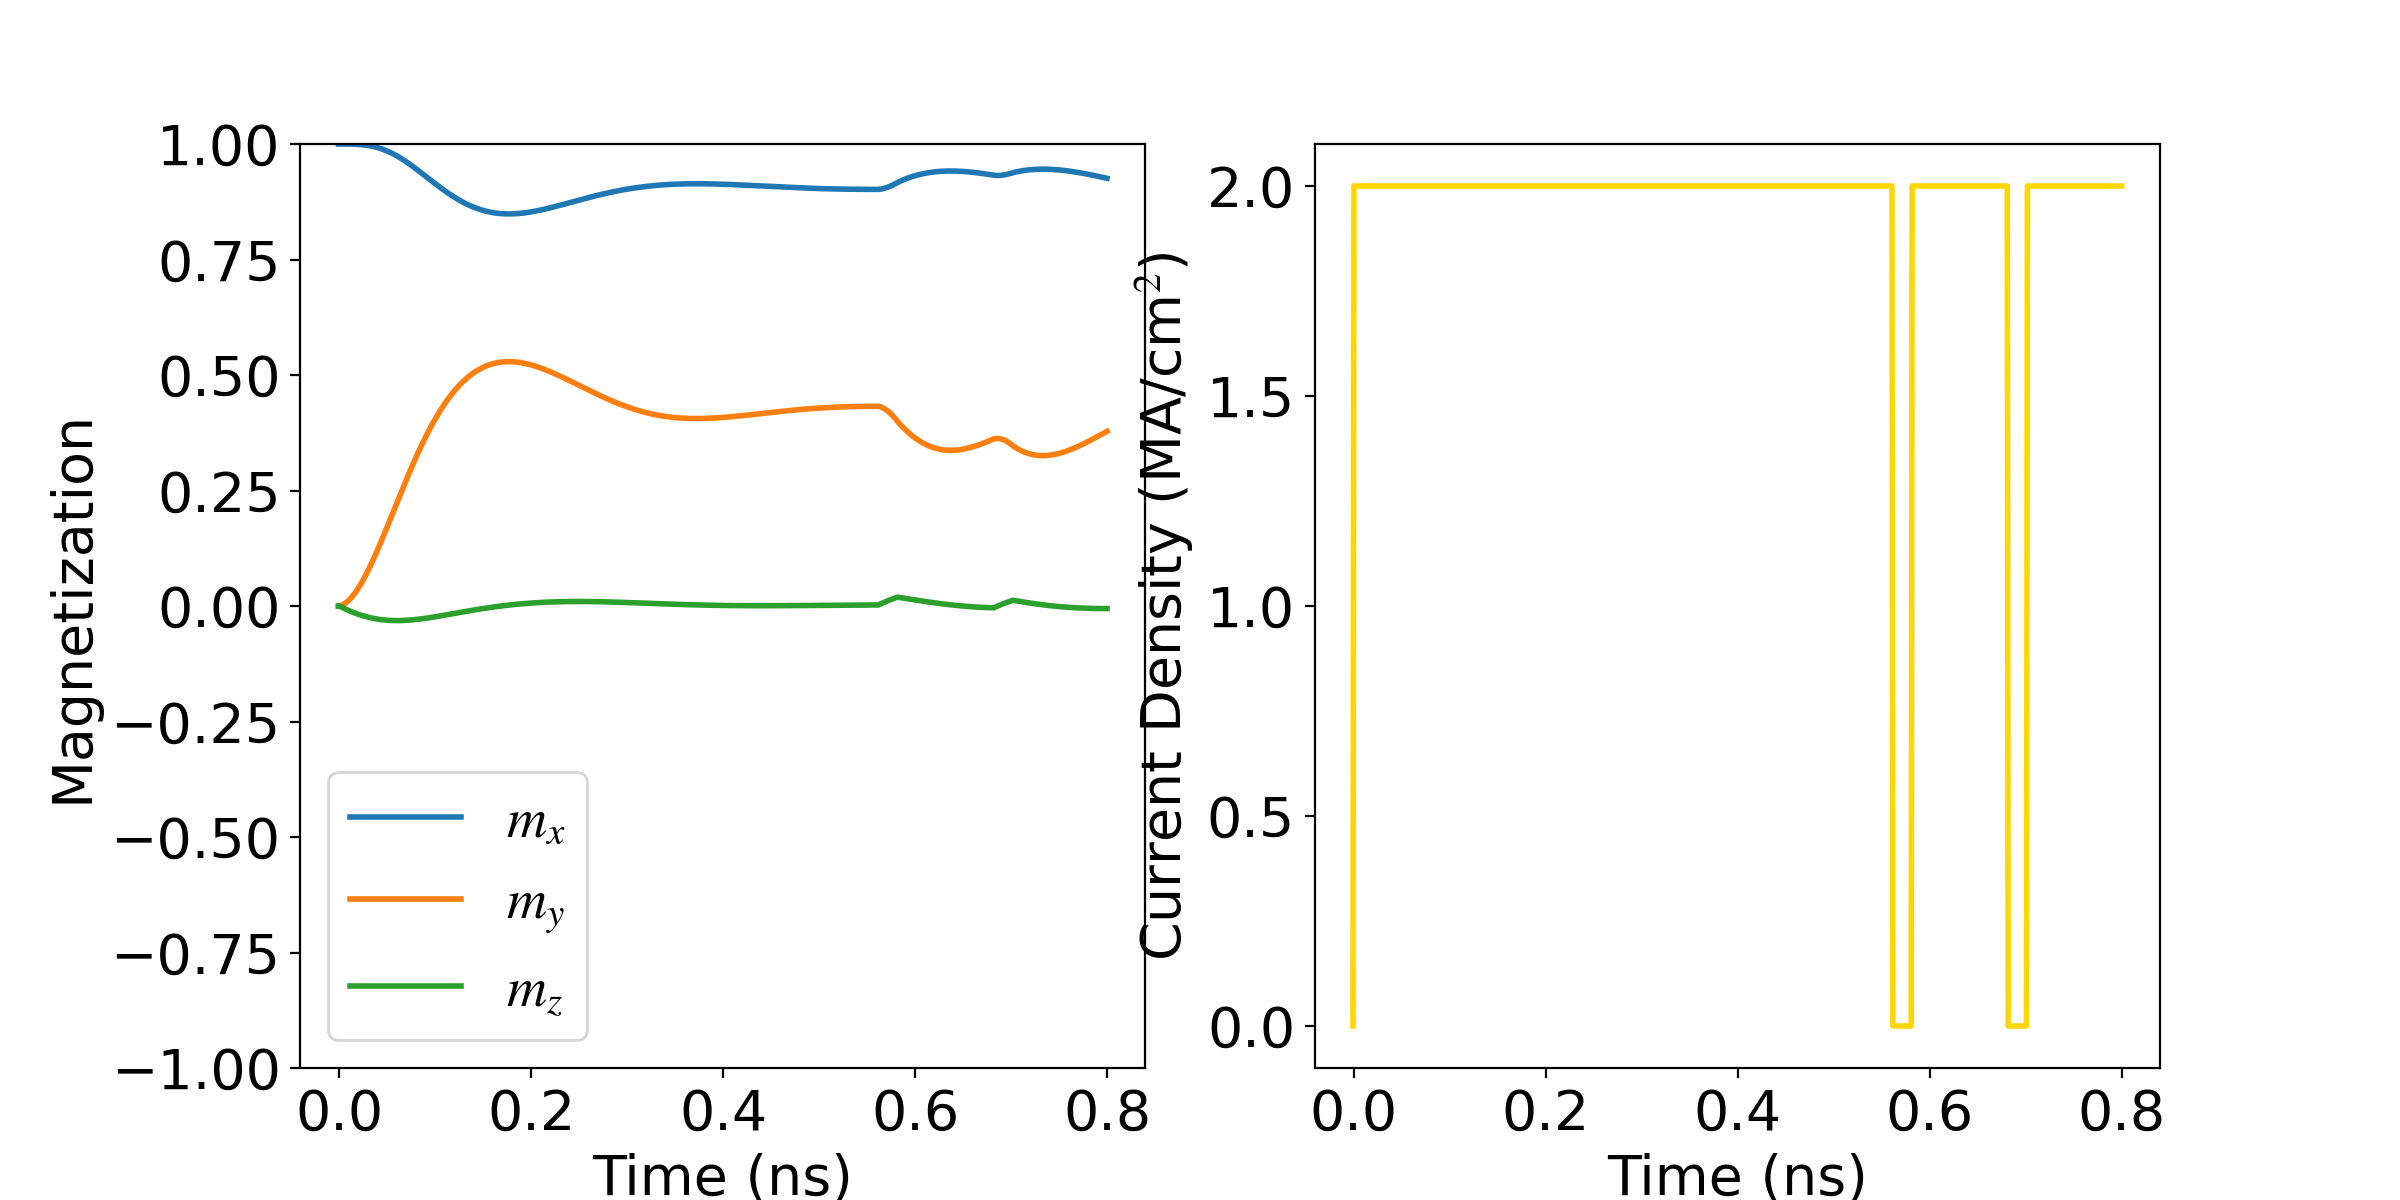 1.00
0.75
0.50
0.25
0.00
−0.25
−0.50
−0.75
−1.00
Magnetization
m_x
m_y
m_z
0.0 0.2 0.4 0.6 0.8
Time (ns)
2.0
1.5
1.0
0.5
0.0
Current Density (MA/cm²)
0.0 0.2 0.4 0.6 0.8
Time (ns)